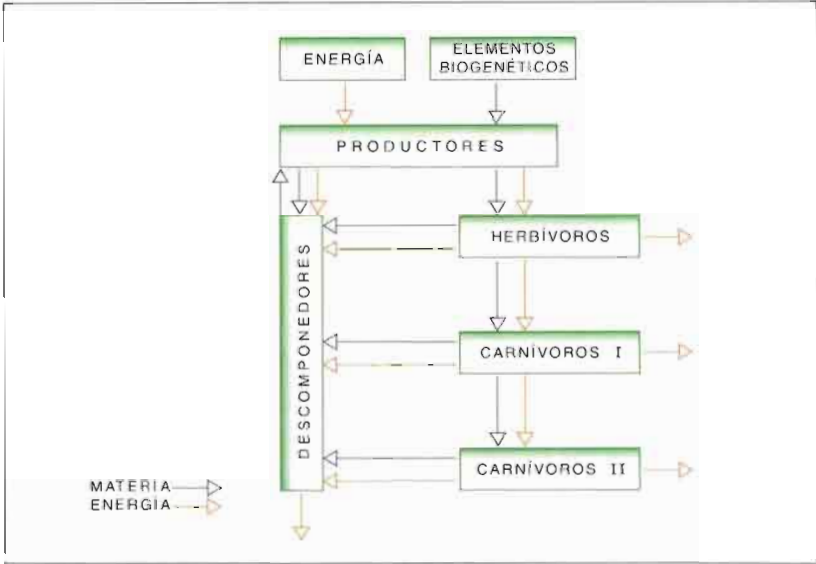 ENERGÍA
ELEMENTOS
BIOGENÉTICOS
PRODUCTORES
HERBÍVOROS
DESCOMPONEDORES
CARNÍVOROS I
CARNÍVOROS II
MATERIA
ENERGÍA